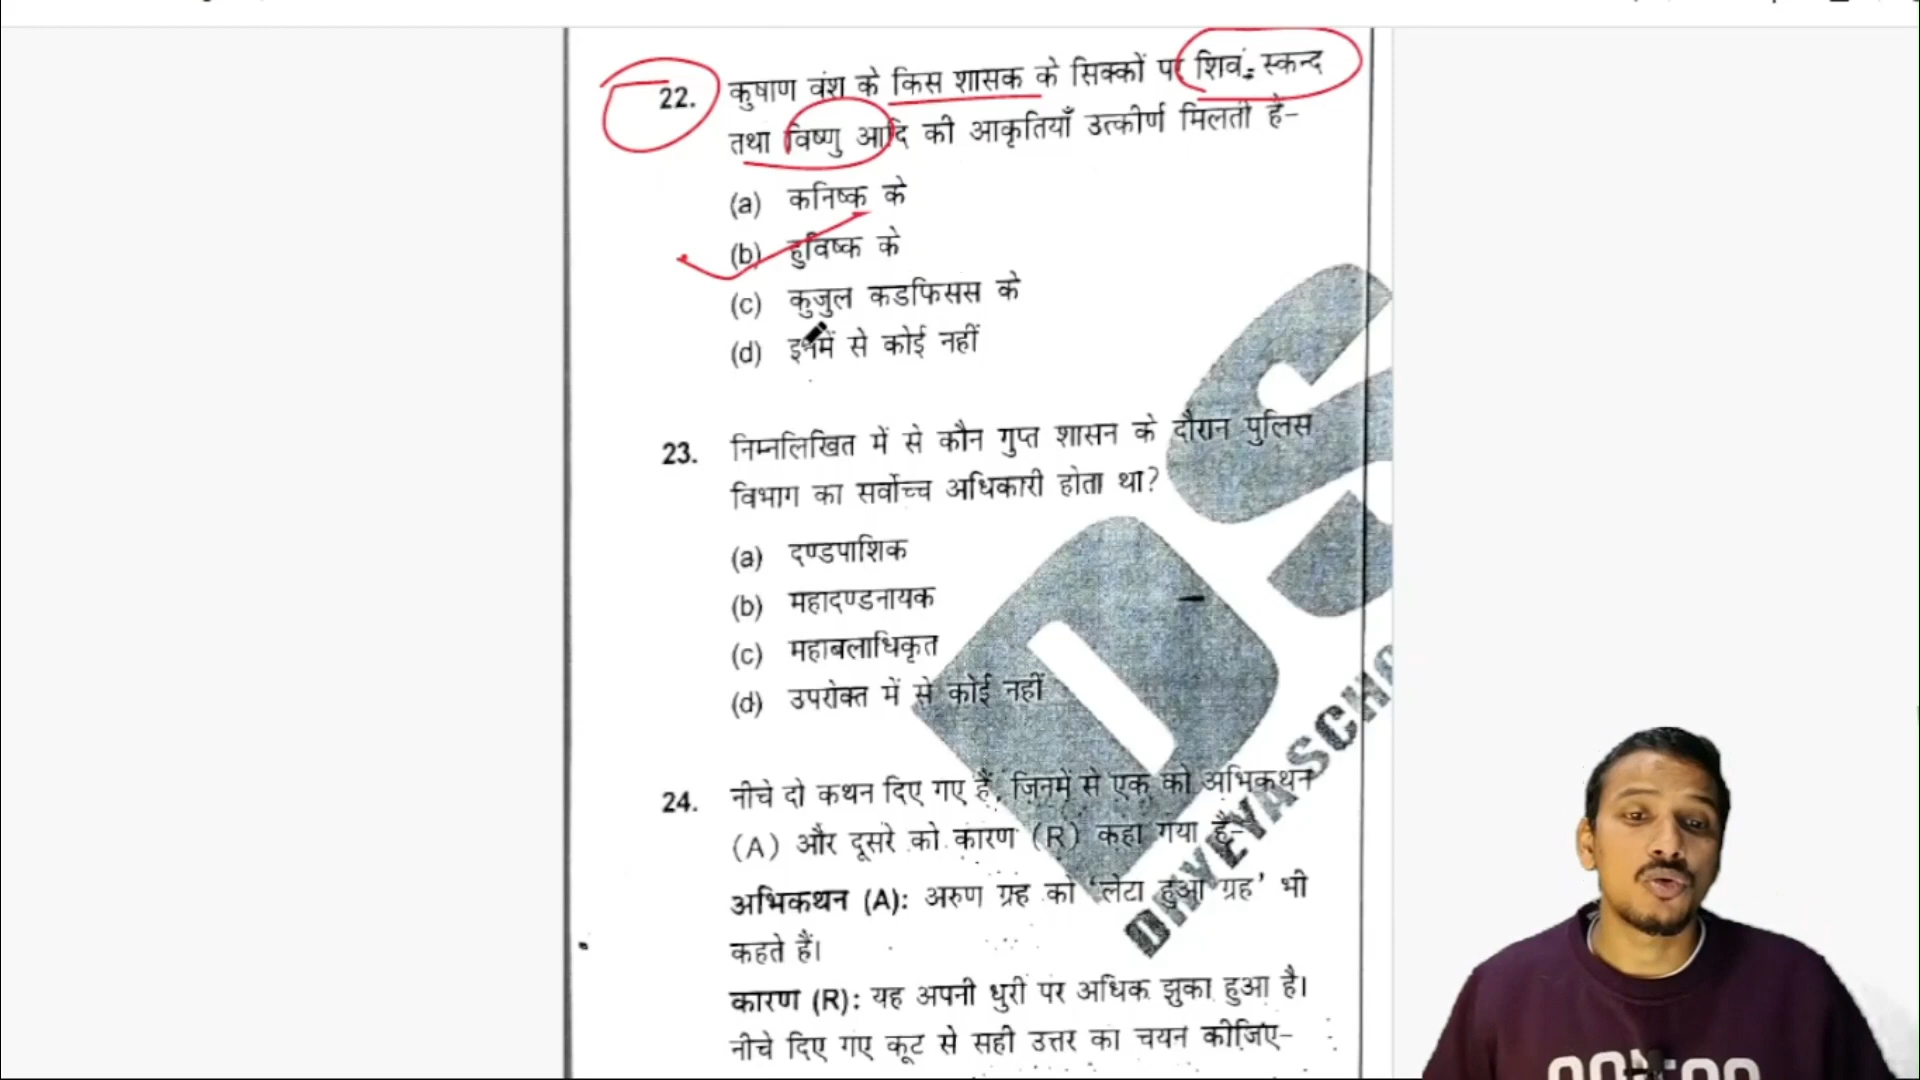 22. कुषाण वंश के किस शासक के सिक्कों पर शिव, स्कन्द
तथा विष्णु आदि की आकृतियाँ उत्कीर्ण मिलती है-
(a) कनिष्क के
(b) हुविष्क के
(c) कुजुल कडफिसस के
(d) इनमें से कोई नहीं
23. निम्नलिखित में से कौन गुप्त शासन के दौरान पुलिस
विभाग का सर्वोच्च अधिकारी होता था?
(a) दण्डपाशिक
(b) महादण्डनायक
(c) महाबलाधिकृत
(d) उपरोक्त में से कोई नहीं
24. नीचे दो कथन दिए गए हैं, जिनमें से एक को अभिकथन
(A) और दूसरे को कारण (R) कहा गया है-
अभिकथन (A): अरुण ग्रह को 'लेटा हुआ ग्रह' भी
कहते हैं।
कारण (R): यह अपनी धुरी पर अधिक झुका हुआ है।
नीचे दिए गए कूट से सही उत्तर का चयन कीजिए-
DS
DHYEYA SCHO